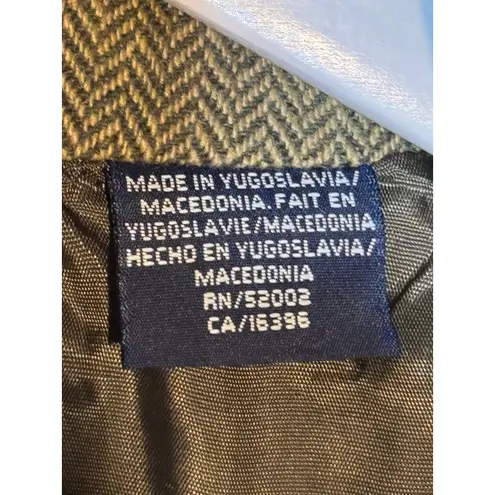 MADE IN YUGOSLAVIA/
MACEDONIA. FAIT EN
YUGOSLAVIE/MACEDONIA
HECHO EN YUGOSLAVIA/
MACEDONIA
RN/52002
CA/16396